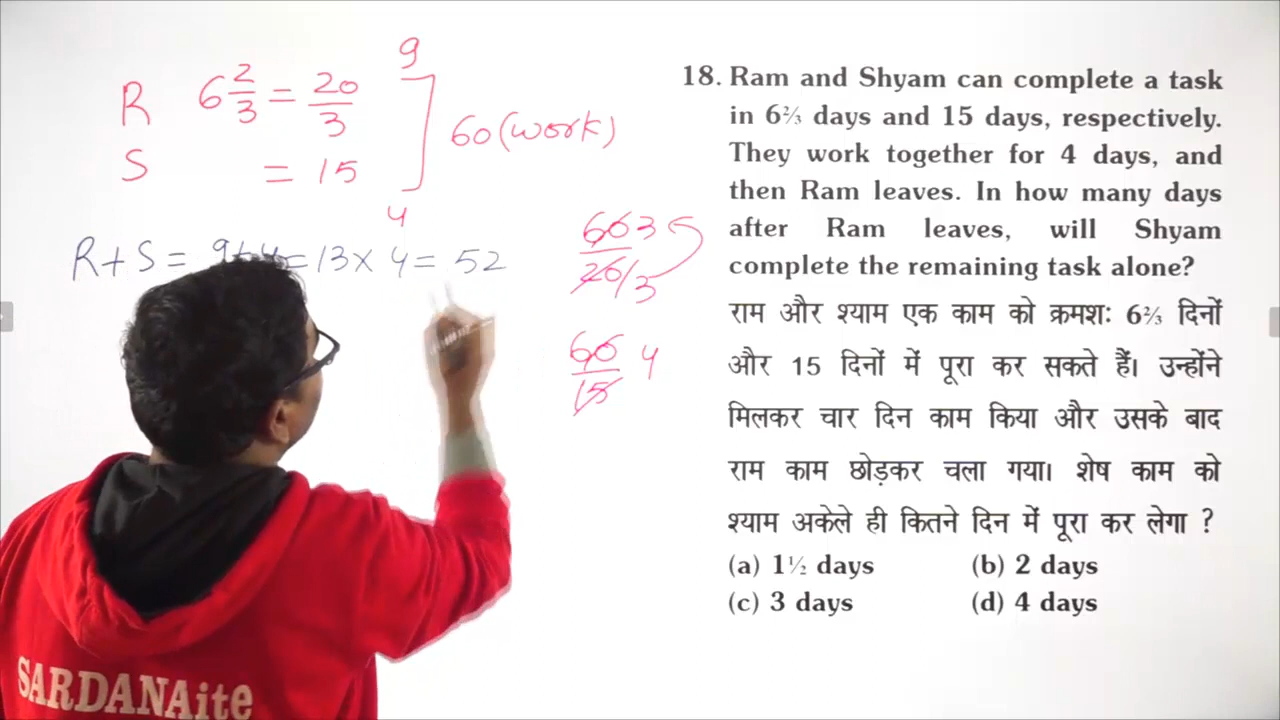 R 6 2/3 = 20/3 9
S = 15 4
60 (work)
R+S = 9+4 = 13 x 4 = 52
60 3
20/3
60 4
15
SARDANAite
18. Ram and Shyam can complete a task
in 6⅔ days and 15 days, respectively.
They work together for 4 days, and
then Ram leaves. In how many days
after Ram leaves, will Shyam
complete the remaining task alone?
राम और श्याम एक काम को क्रमशः 6⅔ दिनों
और 15 दिनों में पूरा कर सकते हैं। उन्होंने
मिलकर चार दिन काम किया और उसके बाद
राम काम छोड़कर चला गया। शेष काम को
श्याम अकेले ही कितने दिन में पूरा कर लेगा ?
(a) 1½ days (b) 2 days
(c) 3 days (d) 4 days